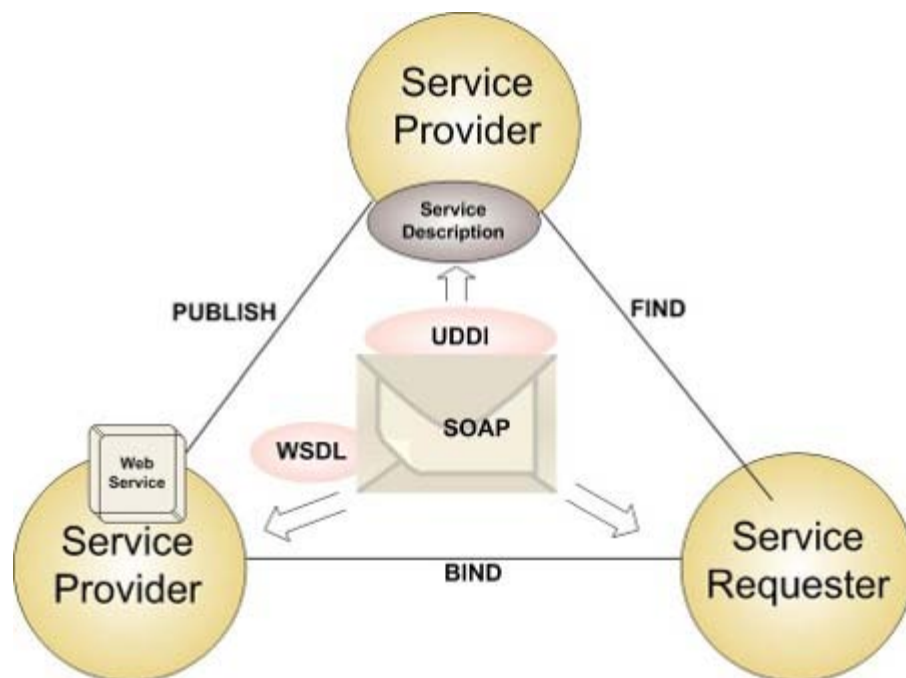 Service
Provider
Service
Description
PUBLISH
FIND
UDDI
SOAP
WSDL
Web
Service
Service
Provider
BIND
Service
Requester